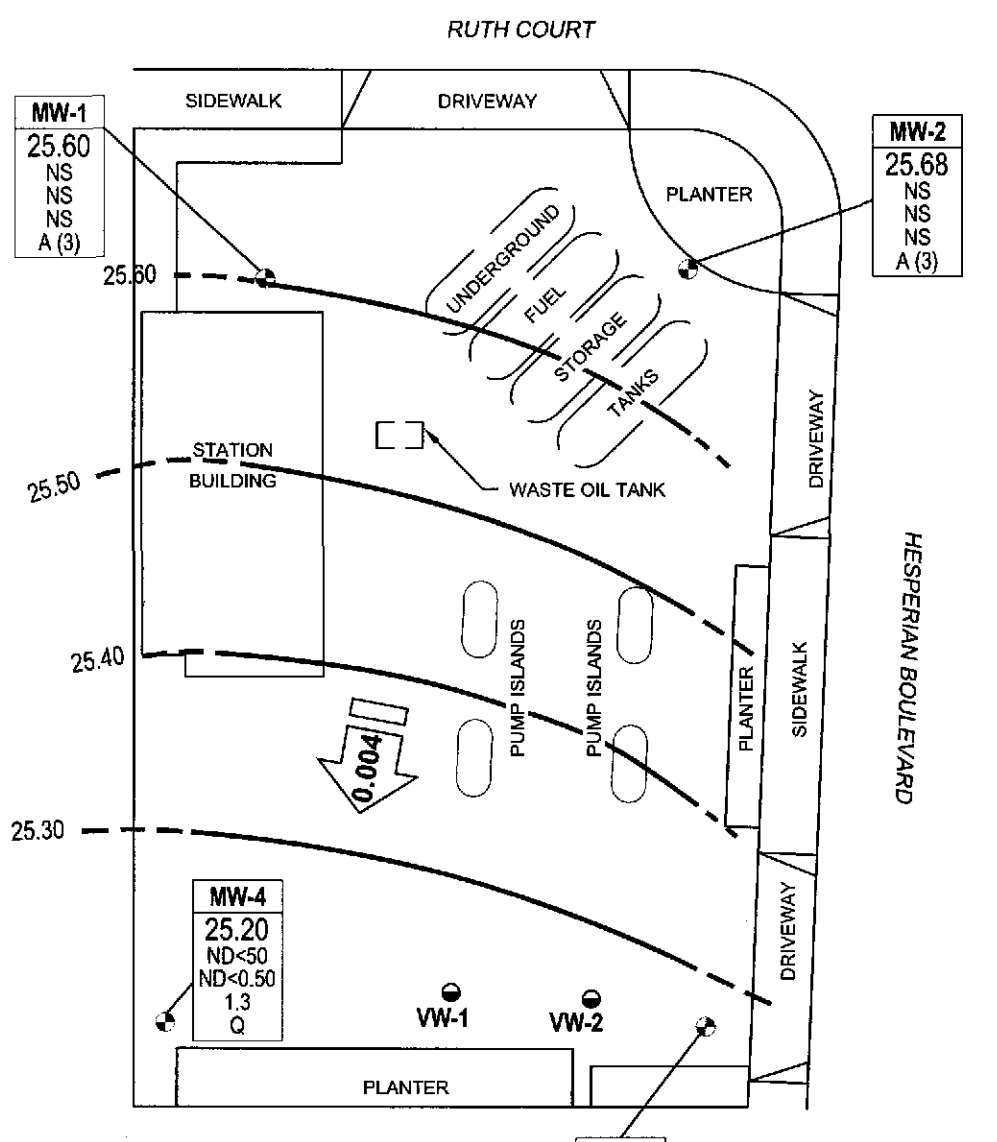 RUTH COURT
SIDEWALK
DRIVEWAY
MW-1
25.60
NS
NS
NS
A (3)
MW-2
25.68
NS
NS
NS
A (3)
PLANTER
25.60
UNDERGROUND
FUEL
STORAGE
TANKS
DRIVEWAY
STATION
BUILDING
WASTE OIL TANK
25.50
HESPERIAN BOULEVARD
PUMP ISLANDS
PUMP ISLANDS
PLANTER
SIDEWALK
25.40
0.004
25.30
MW-4
25.20
ND<50
ND<0.50
1.3
Q
VW-1
VW-2
DRIVEWAY
PLANTER